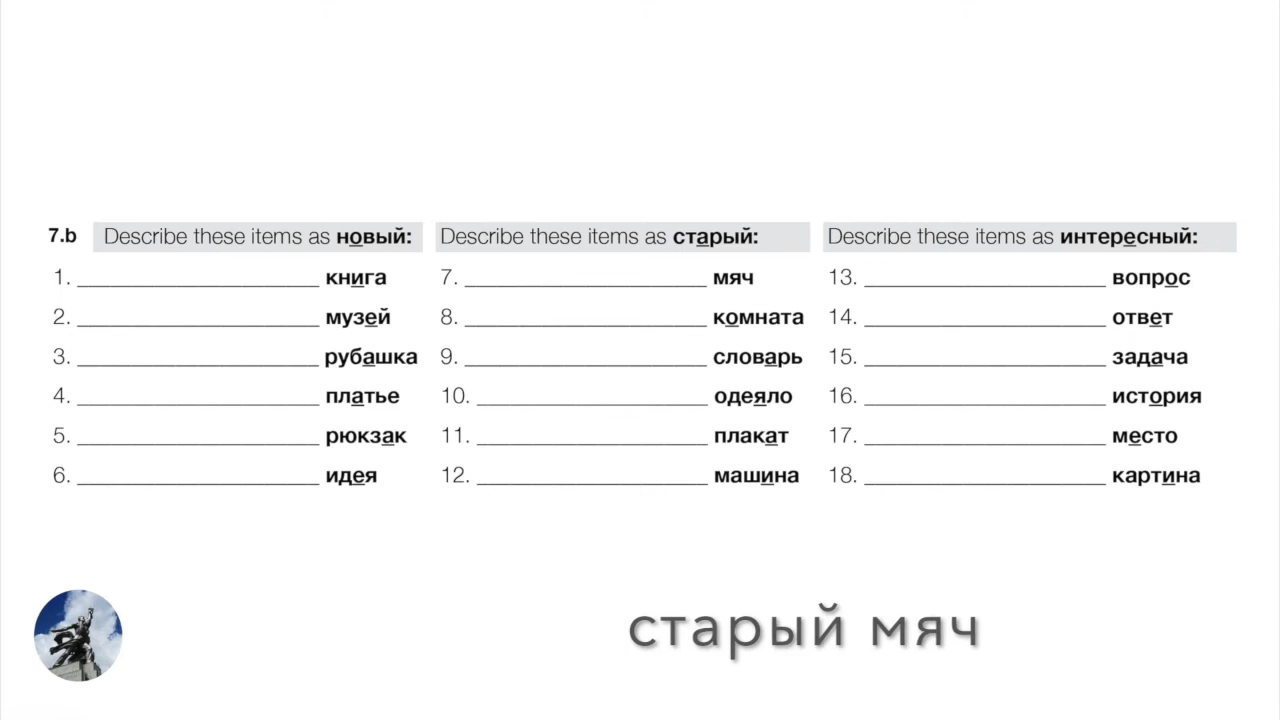 7.b Describe these items as новый: Describe these items as старый: Describe these items as интересный:
1. ____________________ книга 7. ____________________ мяч 13. ____________________ вопрос
2. ____________________ музей 8. ____________________ комната 14. ____________________ ответ
3. ____________________ рубашка 9. ____________________ словарь 15. ____________________ задача
4. ____________________ платье 10. ___________________ одеяло 16. ____________________ история
5. ____________________ рюкзак 11. ___________________ плакат 17. ____________________ место
6. ____________________ идея 12. ___________________ машина 18. ____________________ картина
старый мяч